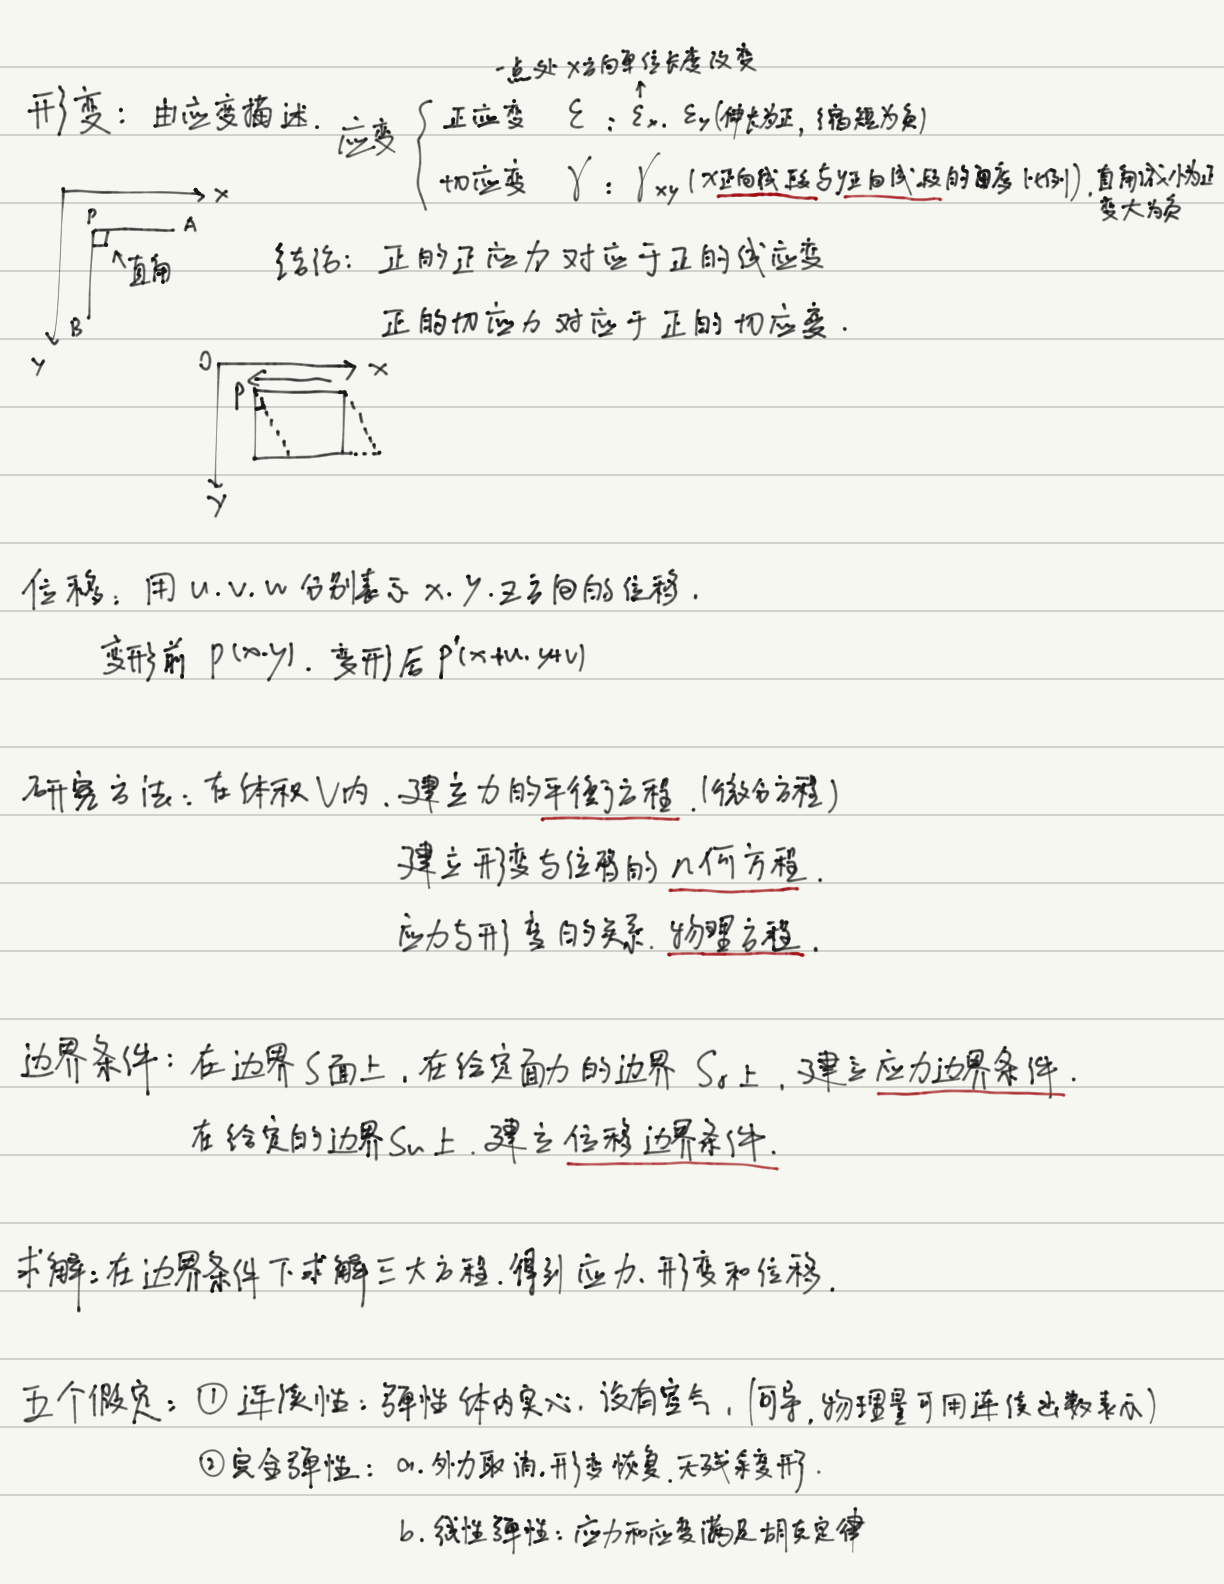 一点处x方向单位长度改变
↑
形变：由应变描述. 应变 { 正应变 ε：εx. εy(伸长为正，缩短为负)
切应变 γ：γxy (x正向线段与y正向线段的). 直角减小为正
变大为负
x
P A
↑直角
B
y
结论：正的正应力对应于正的线应变
正的切应力对应于正的切应变.
O x
P
y
位移：用u.v.w分别表示x.y.z方向的位移.
变形前 P(x.y). 变形后P'(x+u.y+v)
研究方法：在体积V内.建立力的平衡方程.(微分方程)
建立形变与位移的几何方程.
应力与形变的关系.物理方程.
边界条件：在边界S面上.在给定面力的边界Sσ上.建立应力边界条件.
在给定的边界Su上.建立位移边界条件.
求解：在边界条件下求解三大方程.得到应力、形变和位移.
五个假定：①连续性：弹性体内实心.没有空气.(可导.物理量可用连续函数表示)
②完全弹性：a.外力取消.形变恢复.无残余变形.
b.线性弹性：应力和应变满足胡克定律